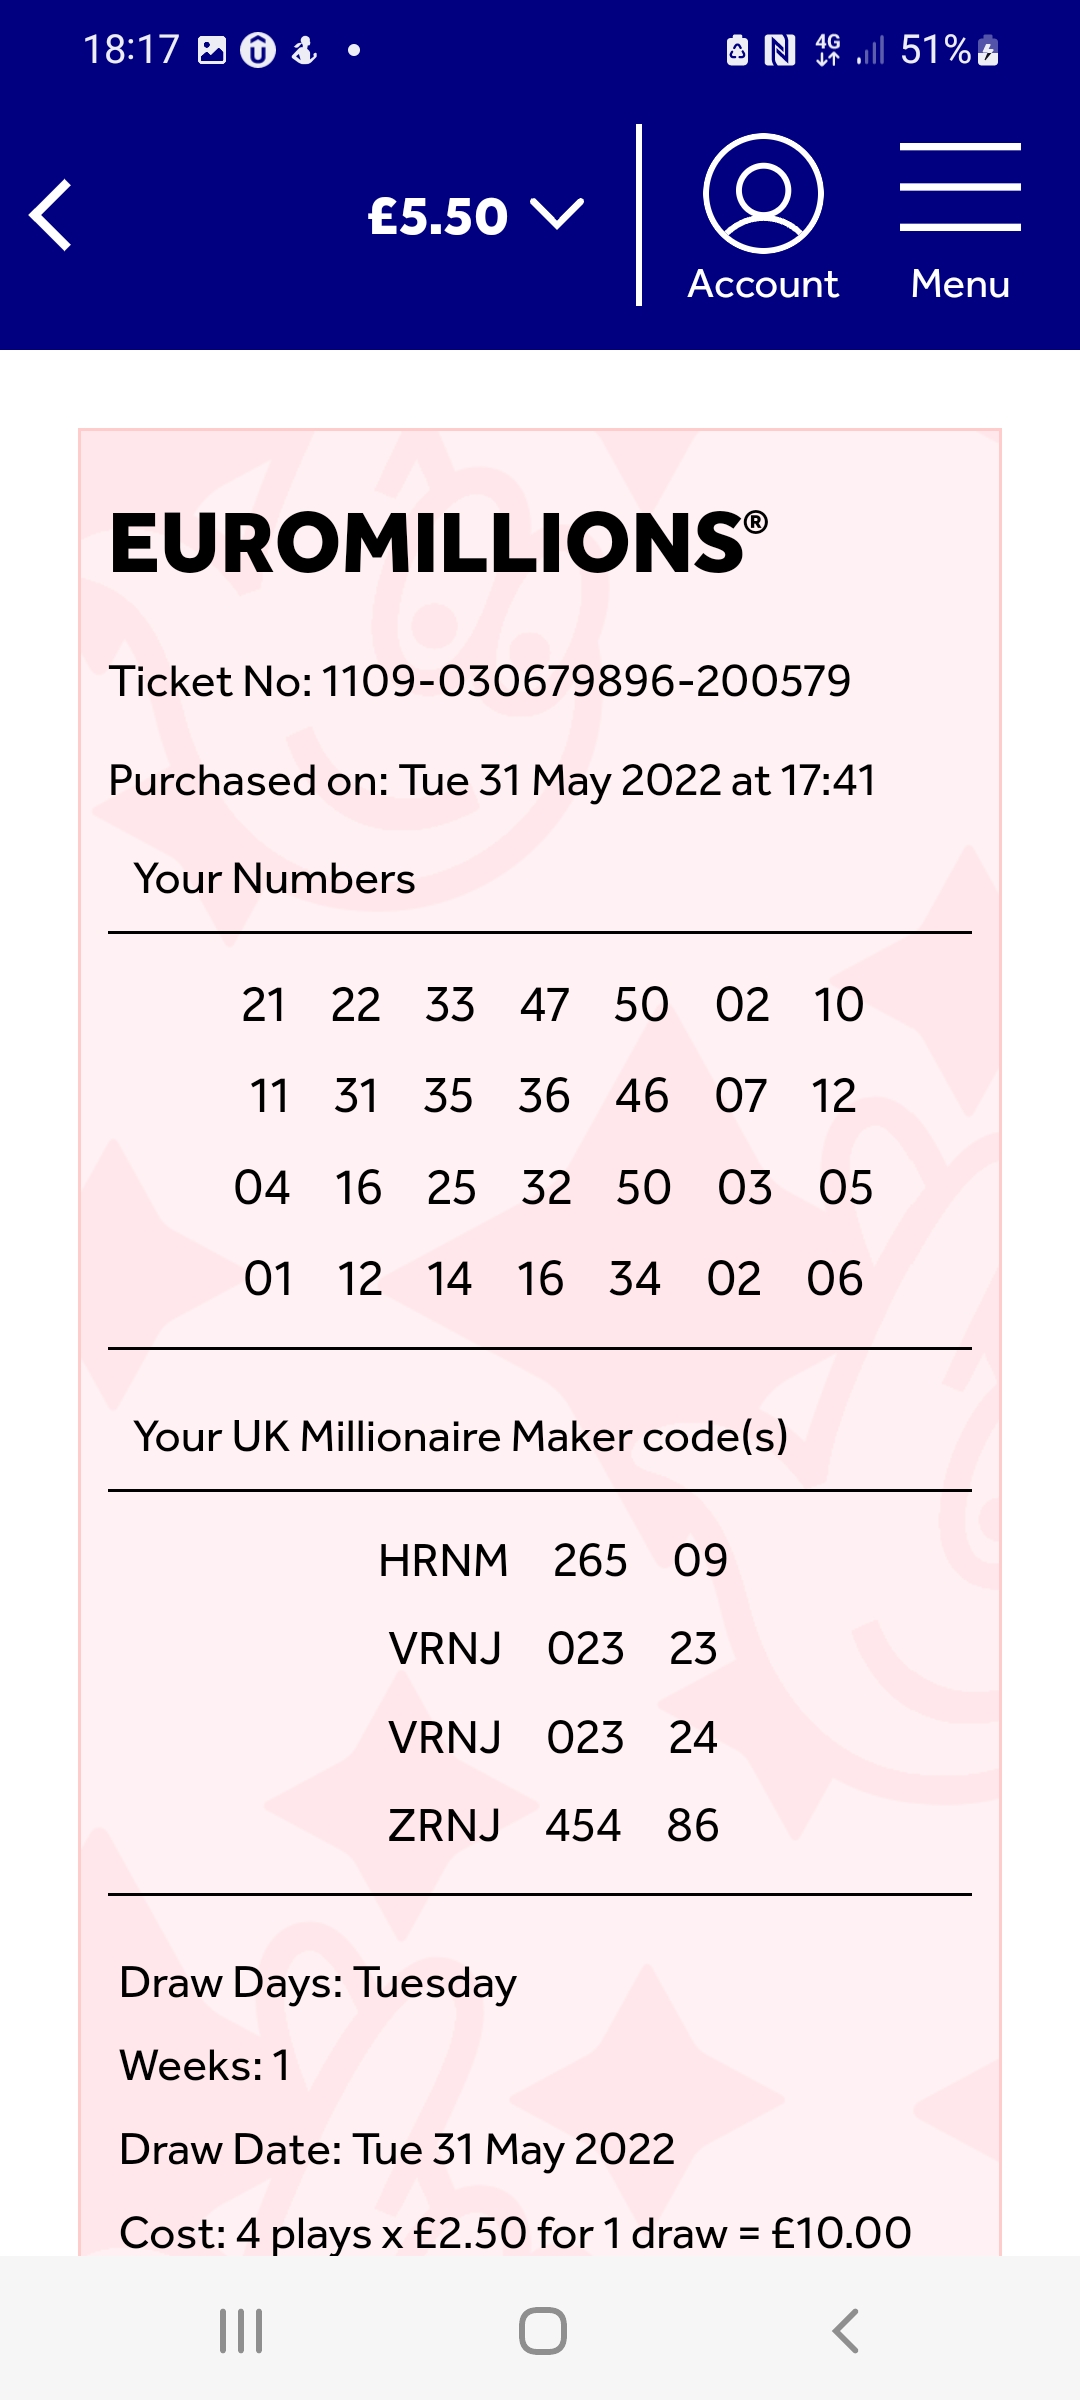 18:17 4G 51%
£5.50
Account Menu
EUROMILLIONS®
Ticket No: 1109-030679896-200579
Purchased on: Tue 31 May 2022 at 17:41
Your Numbers
21 22 33 47 50 02 10
11 31 35 36 46 07 12
04 16 25 32 50 03 05
01 12 14 16 34 02 06
Your UK Millionaire Maker code(s)
HRNM 265 09
VRNJ 023 23
VRNJ 023 24
ZRNJ 454 86
Draw Days: Tuesday
Weeks: 1
Draw Date: Tue 31 May 2022
Cost: 4 plays x £2.50 for 1 draw = £10.00